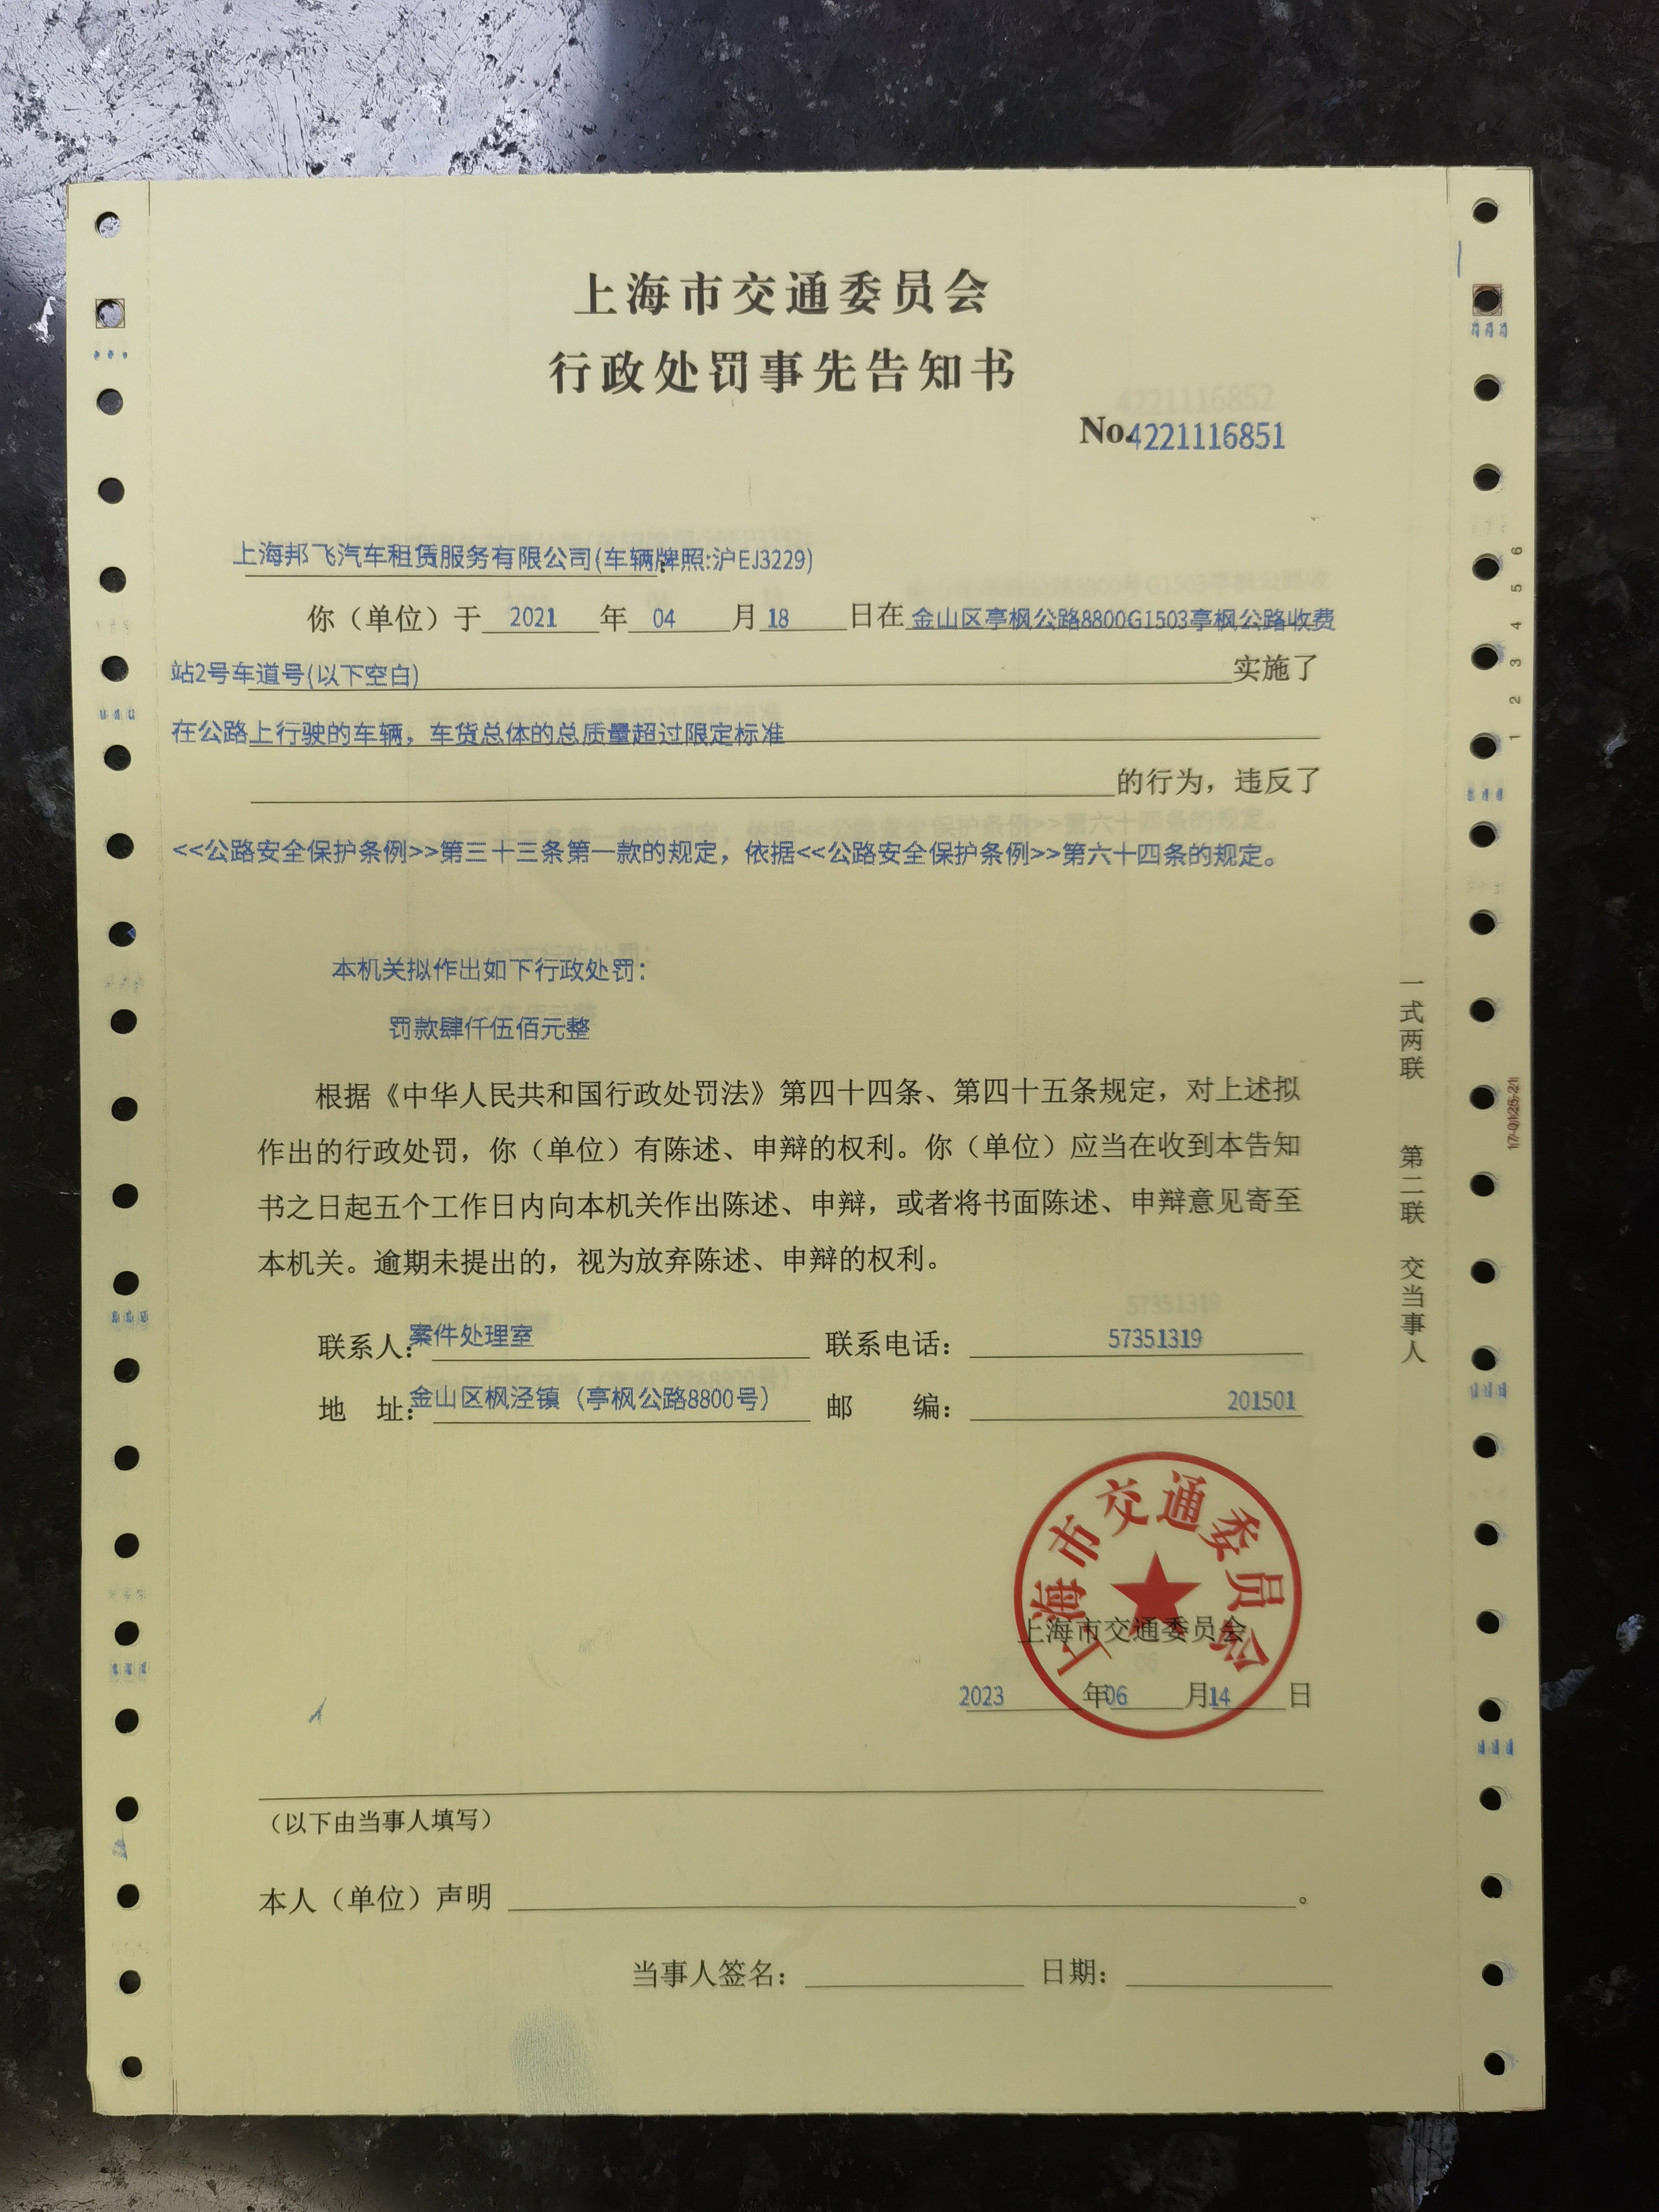 上海市交通委员会
行政处罚事先告知书
No.4221116851
上海邦飞汽车租赁服务有限公司(车辆牌照:沪EJ3229)
你（单位）于 2021 年 04 月 18 日在 金山区亭枫公路8800G1503亭枫公路收费
站2号车道号(以下空白) 实施了
在公路上行驶的车辆，车货总体的总质量超过限定标准
的行为，违反了
<<公路安全保护条例>>第三十三条第一款的规定，依据<<公路安全保护条例>>第六十四条的规定。
本机关拟作出如下行政处罚：
罚款肆仟伍佰元整
根据《中华人民共和国行政处罚法》第四十四条、第四十五条规定，对上述拟
作出的行政处罚，你（单位）有陈述、申辩的权利。你（单位）应当在收到本告知
书之日起五个工作日内向本机关作出陈述、申辩，或者将书面陈述、申辩意见寄至
本机关。逾期未提出的，视为放弃陈述、申辩的权利。
联系人：案件处理室 联系电话：57351319
地 址：金山区枫泾镇（亭枫公路8800号） 邮 编：201501
上海市交通委员会
上海市交通委员会
2023 年 06 月 14 日
（以下由当事人填写）
本人（单位）声明 。
当事人签名： 日期：
一式两联 第二联 交当事人
1 2 3 4 5 6